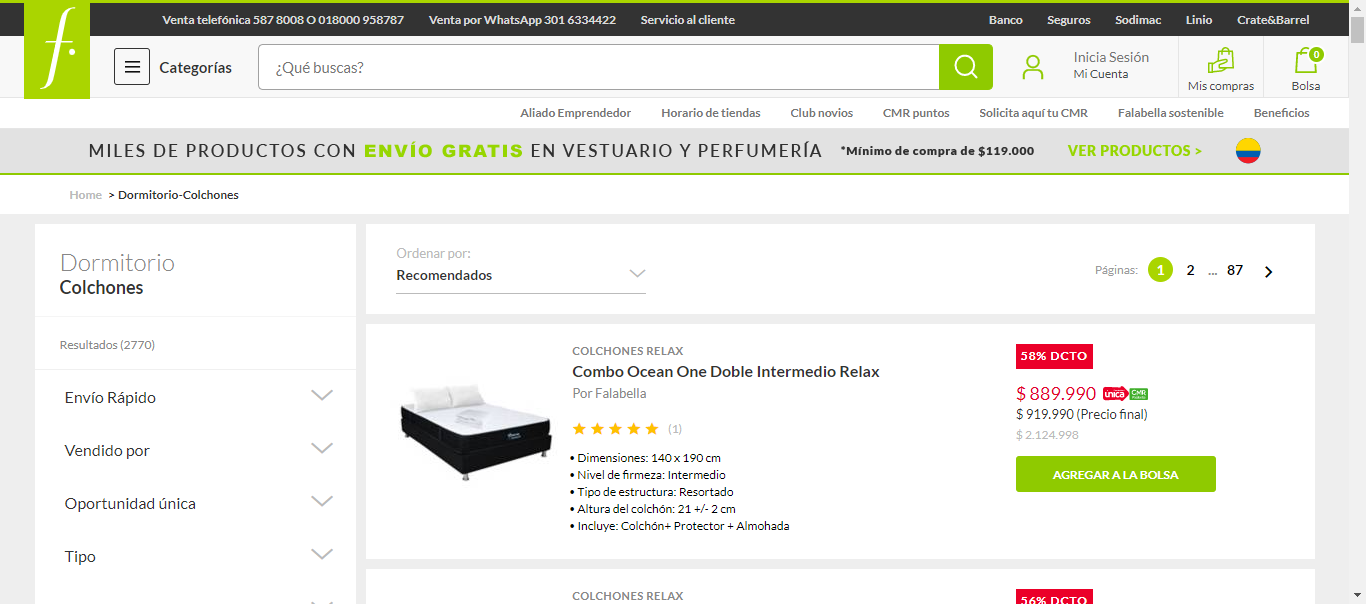 Venta telefónica 587 8008 O 018000 958787 Venta por WhatsApp 301 6334422 Servicio al cliente Banco Seguros Sodimac Linio Crate&Barrel
f.
Categorías ¿Qué buscas? Inicia Sesión
Mi Cuenta
Mis compras
0
Bolsa
Aliado Emprendedor Horario de tiendas Club novios CMR puntos Solicita aquí tu CMR Falabella sostenible Beneficios
MILES DE PRODUCTOS CON ENVÍO GRATIS EN VESTUARIO Y PERFUMERÍA *Mínimo de compra de $119.000 VER PRODUCTOS >
Home > Dormitorio-Colchones
Dormitorio
Colchones
Resultados (2770)
Envío Rápido
Vendido por
Oportunidad única
Tipo
Ordenar por:
Recomendados
Páginas: 1 2 ... 87
COLCHONES RELAX
Combo Ocean One Doble Intermedio Relax
Por Falabella
(1)
• Dimensiones: 140 x 190 cm
• Nivel de firmeza: Intermedio
• Tipo de estructura: Resortado
• Altura del colchón: 21 +/- 2 cm
• Incluye: Colchón+ Protector + Almohada
58% DCTO
$ 889.990 única CMR
$ 919.990 (Precio final)
$ 2.124.998
AGREGAR A LA BOLSA
COLCHONES RELAX
56% DCTO